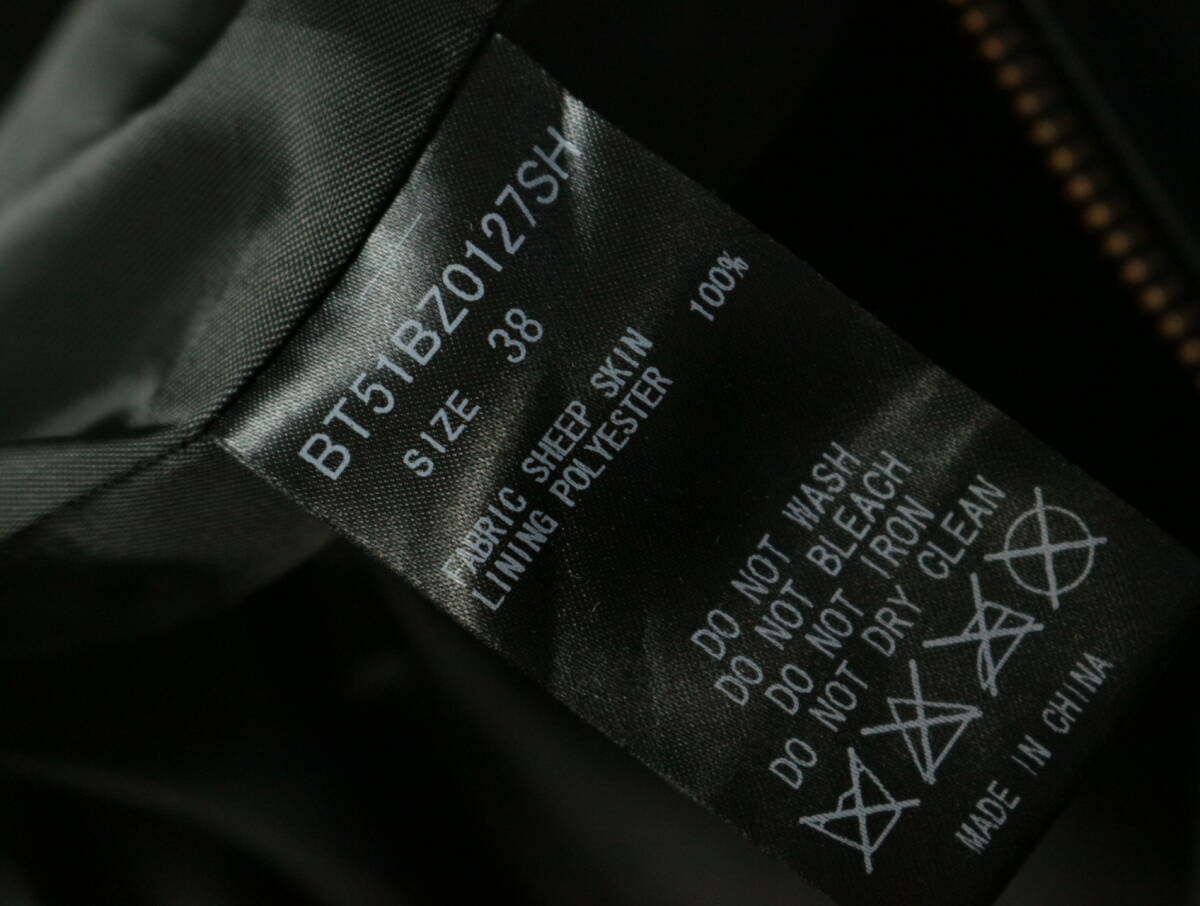 BT51BZ0127SH
SIZE 38
FABRIC SHEEP SKIN
LINING POLYESTER 100%
DO NOT WASH
DO NOT BLEACH
DO NOT IRON
DO NOT DRY CLEAN
MADE IN CHINA